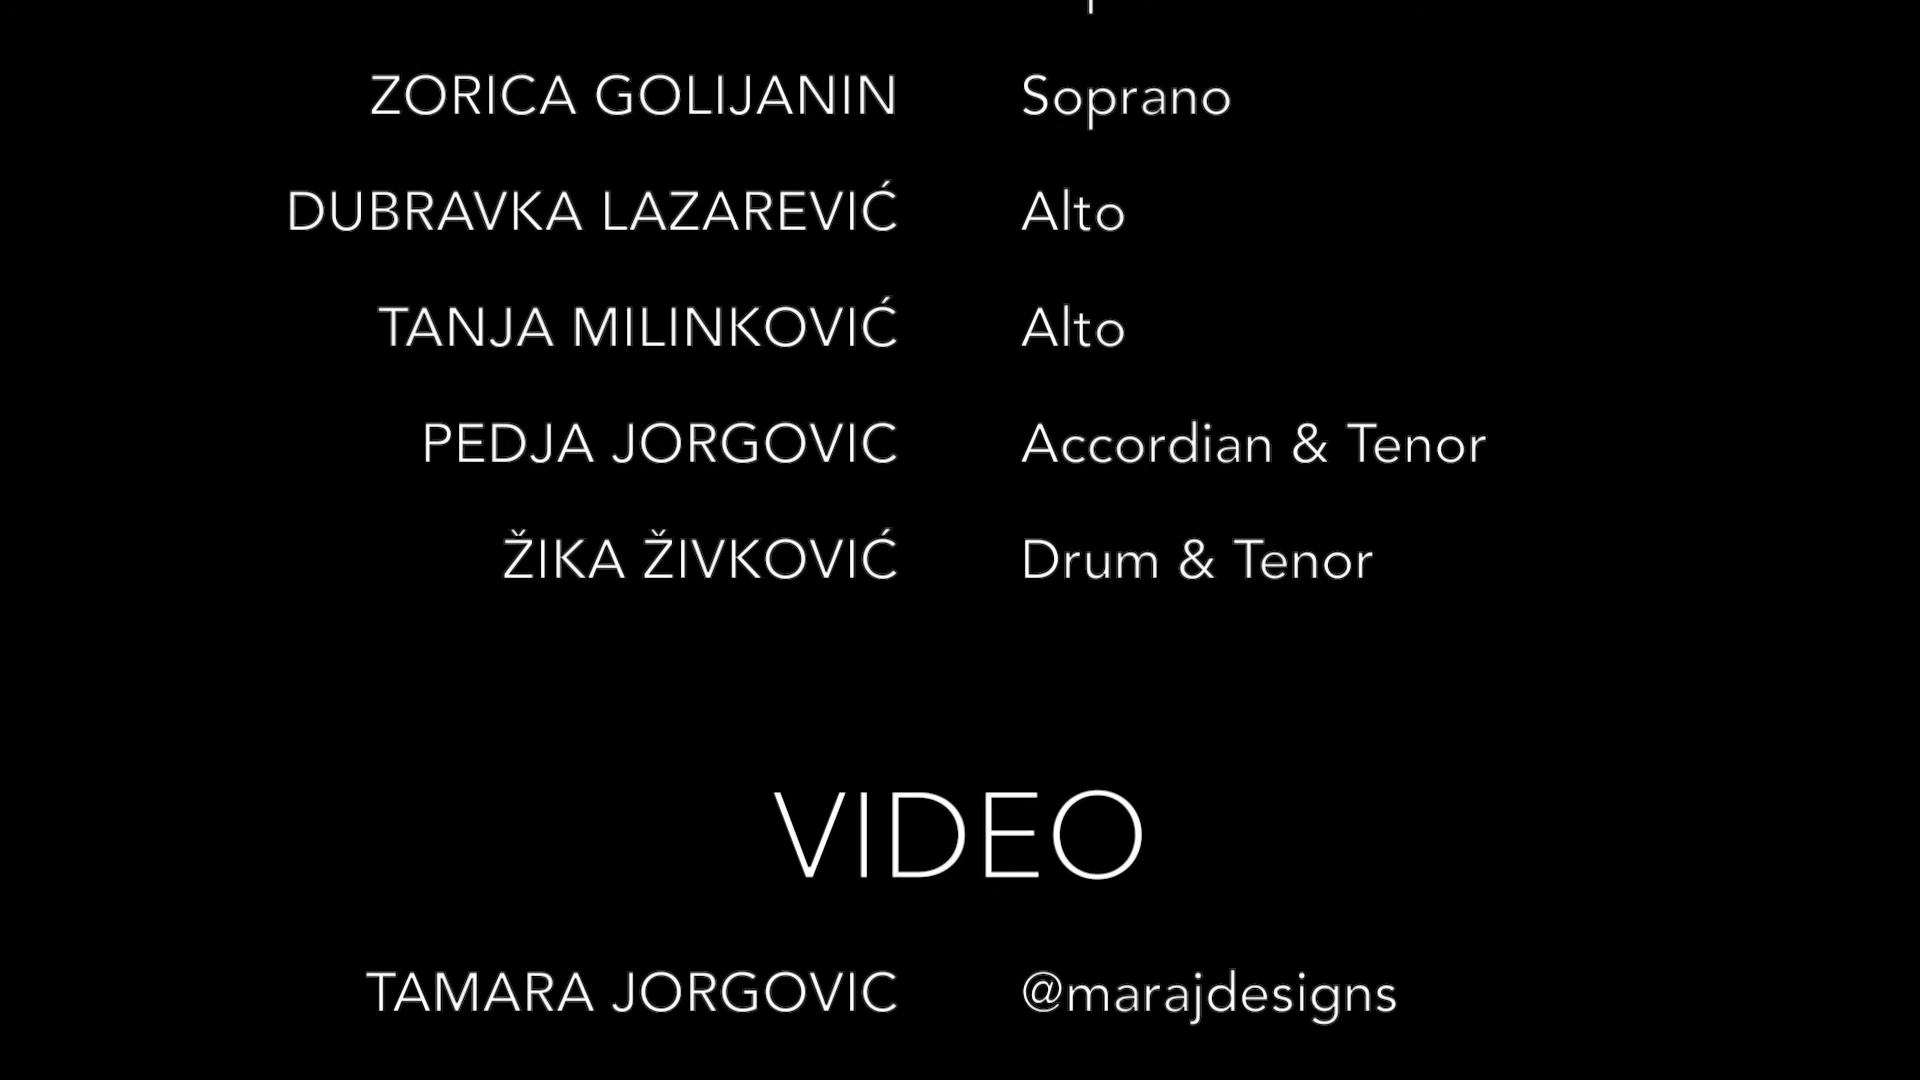 ZORICA GOLIJANIN Soprano
DUBRAVKA LAZAREVIĆ Alto
TANJA MILINKOVIĆ Alto
PEDJA JORGOVIC Accordian & Tenor
ŽIKA ŽIVKOVIĆ Drum & Tenor
VIDEO
TAMARA JORGOVIC @marajdesigns